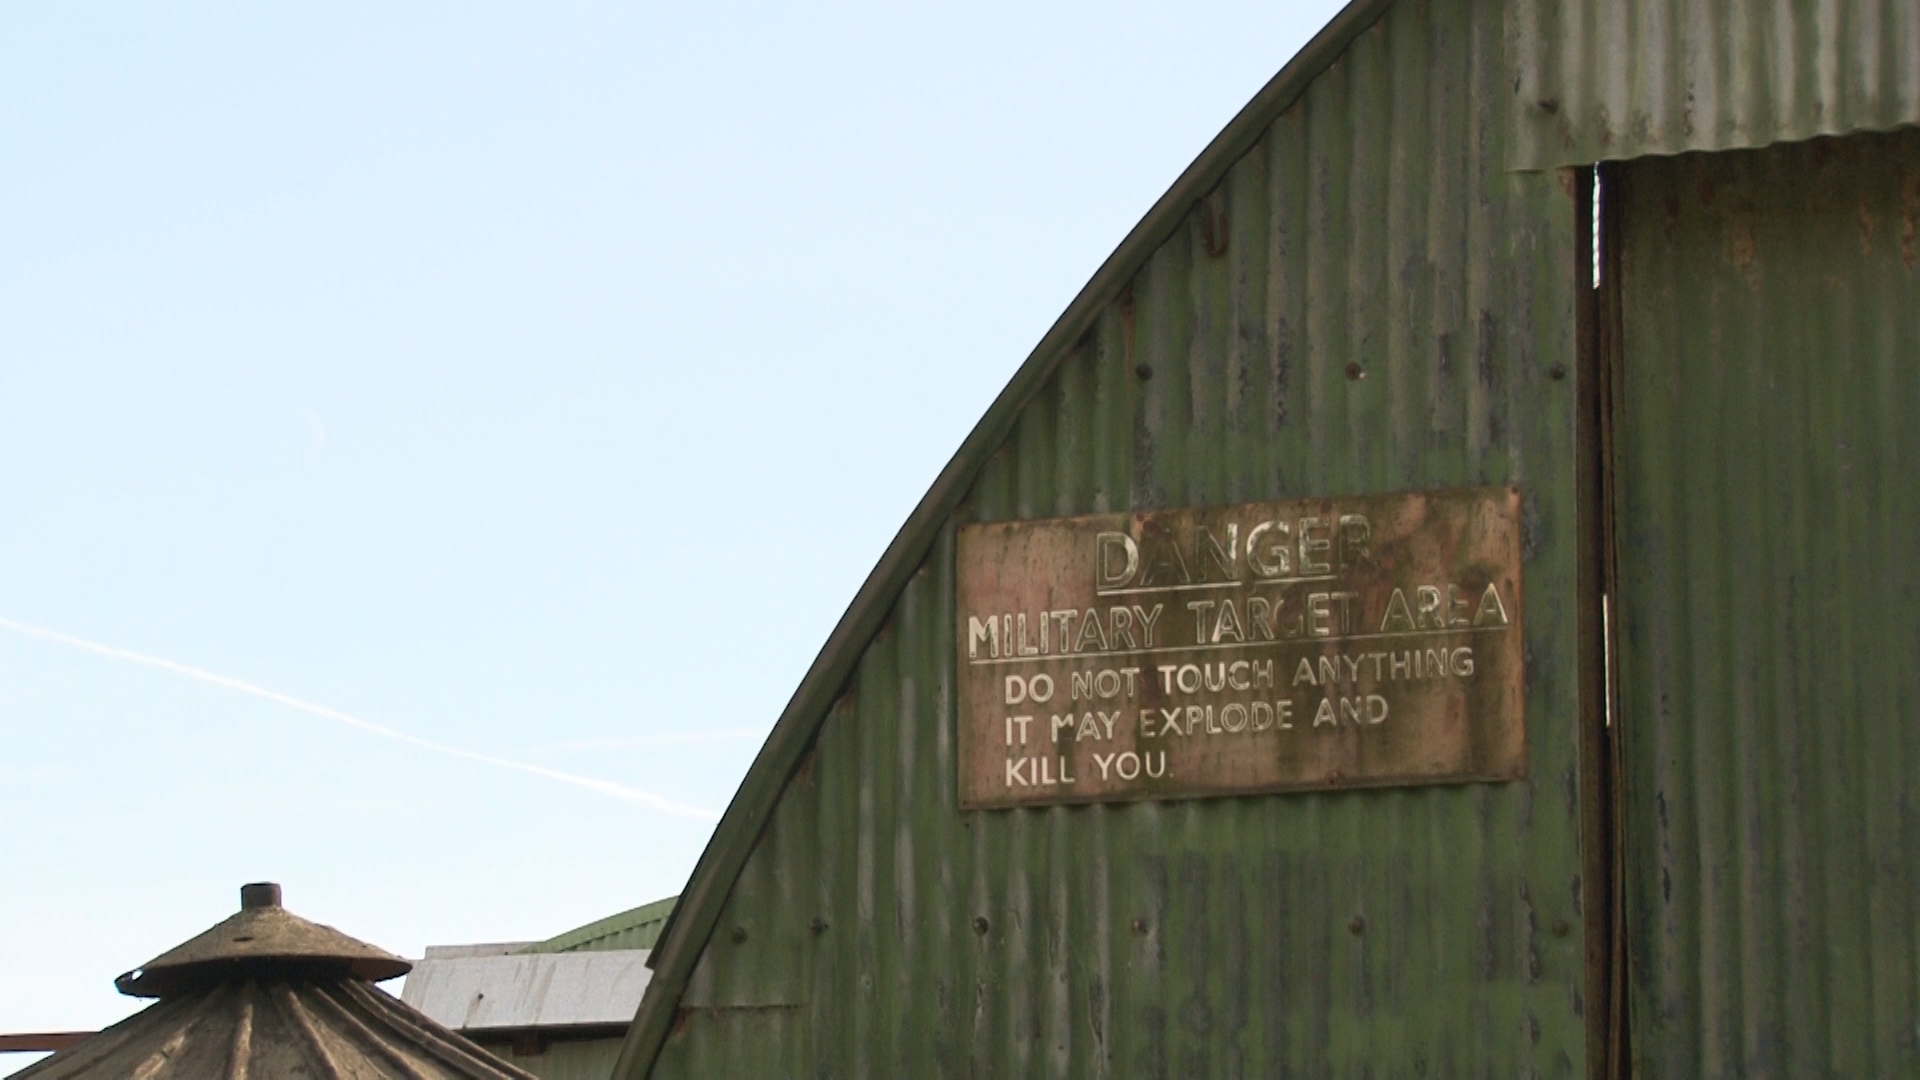 DANGER
MILITARY TARGET AREA
DO NOT TOUCH ANYTHING
IT MAY EXPLODE AND
KILL YOU.